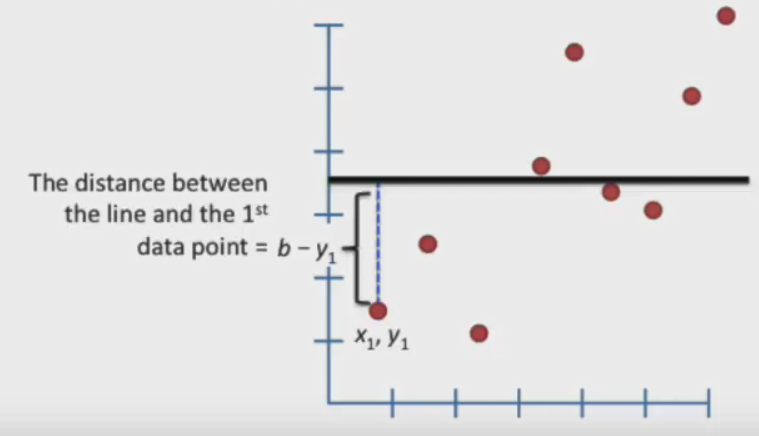 The distance between
the line and the 1st
data point = b – y₁
x₁, y₁